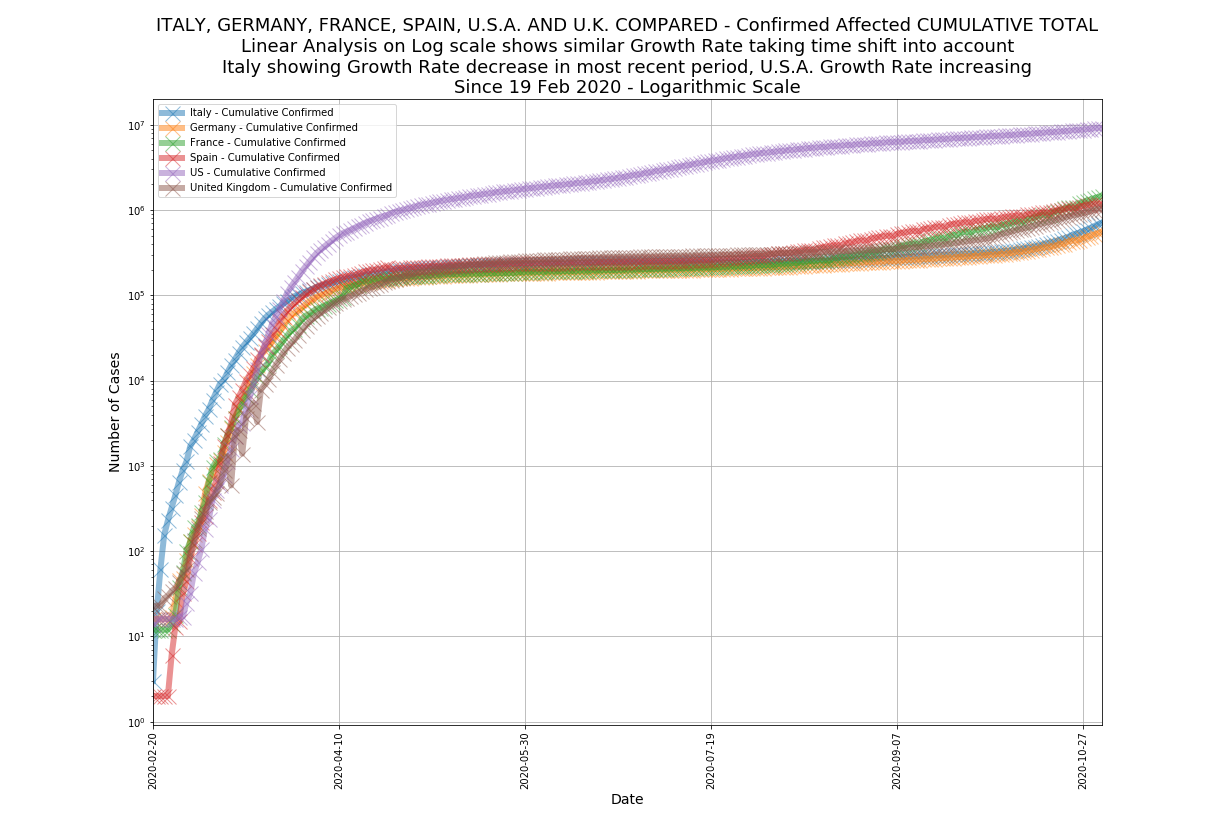 ITALY, GERMANY, FRANCE, SPAIN, U.S.A. AND U.K. COMPARED - Confirmed Affected CUMULATIVE TOTAL
Linear Analysis on Log scale shows similar Growth Rate taking time shift into account
Italy showing Growth Rate decrease in most recent period, U.S.A. Growth Rate increasing
Since 19 Feb 2020 - Logarithmic Scale
Italy - Cumulative Confirmed
Germany - Cumulative Confirmed
France - Cumulative Confirmed
Spain - Cumulative Confirmed
US - Cumulative Confirmed
United Kingdom - Cumulative Confirmed
Number of Cases
10⁷
10⁶
10⁵
10⁴
10³
10²
10¹
10⁰
2020-02-20
2020-04-10
2020-05-30
2020-07-19
2020-09-07
2020-10-27
Date